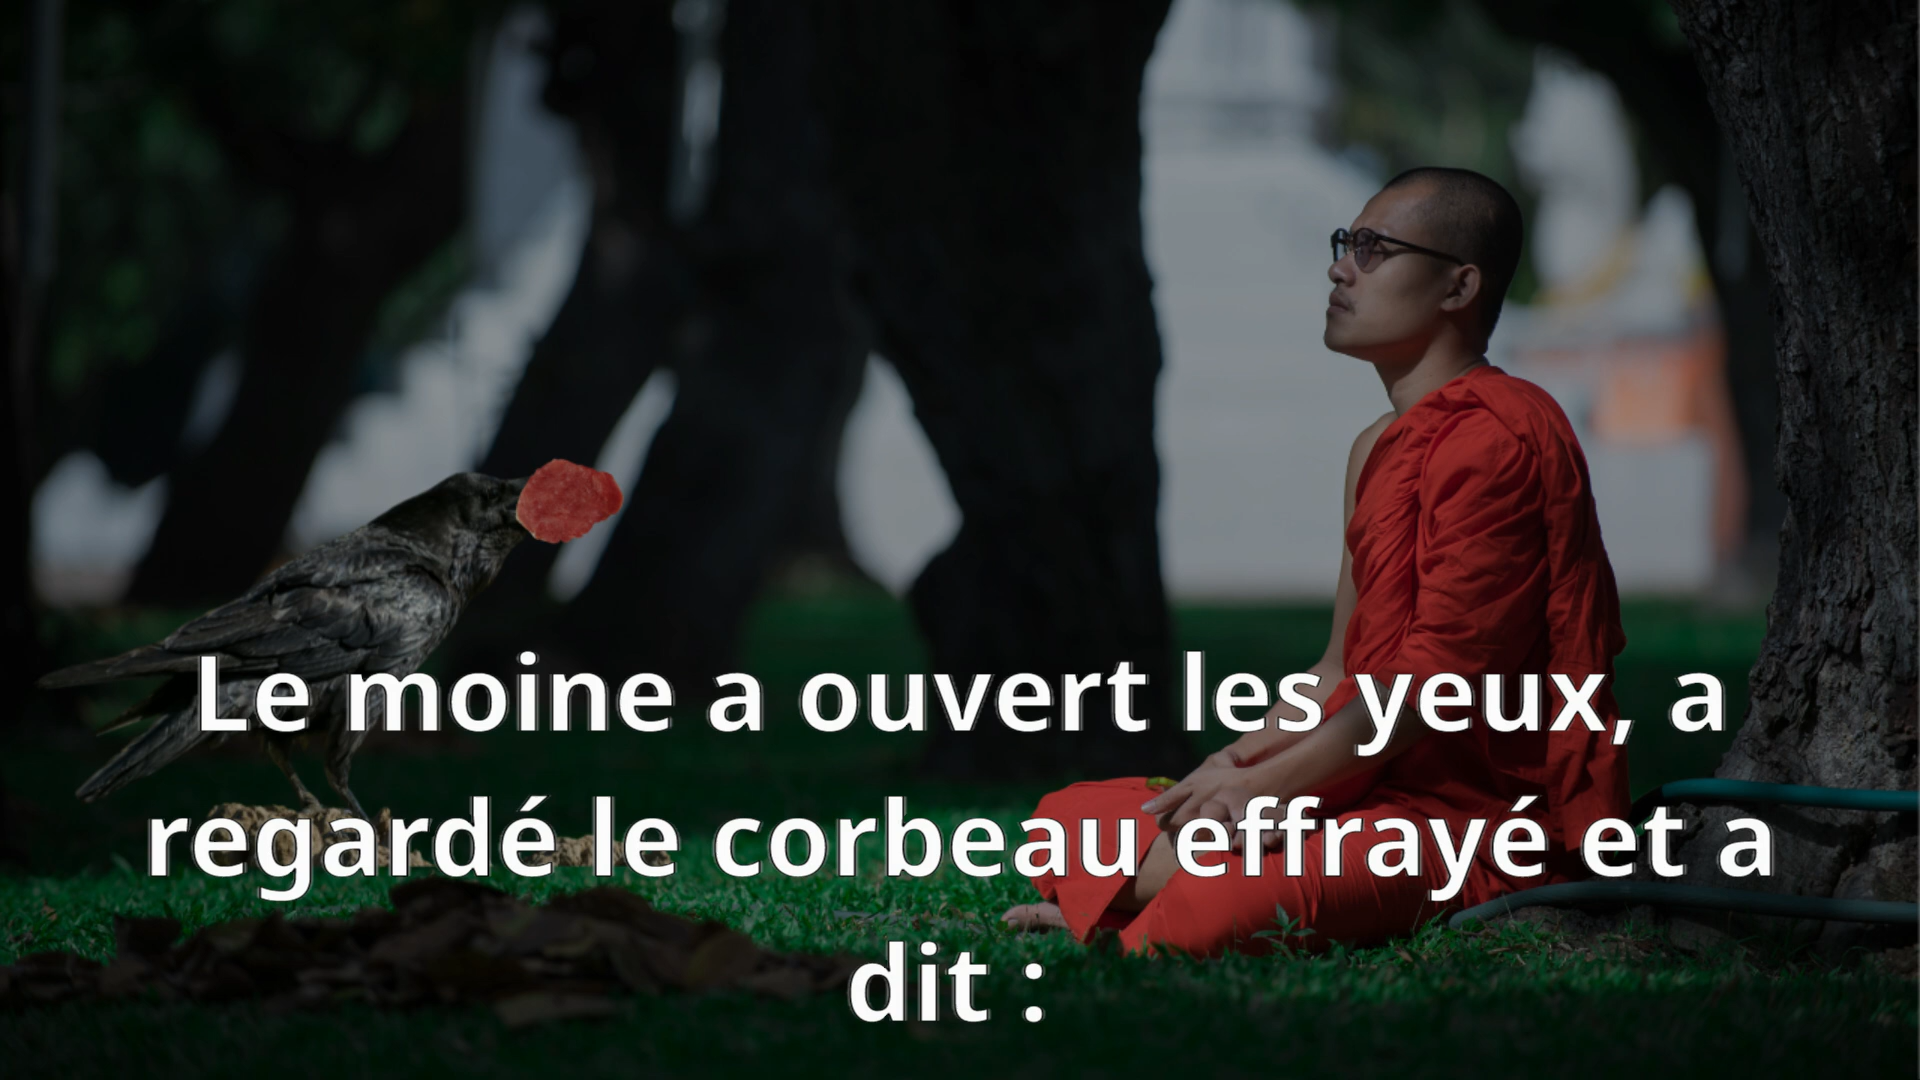 Le moine a ouvert les yeux, a
regardé le corbeau effrayé et a
dit :